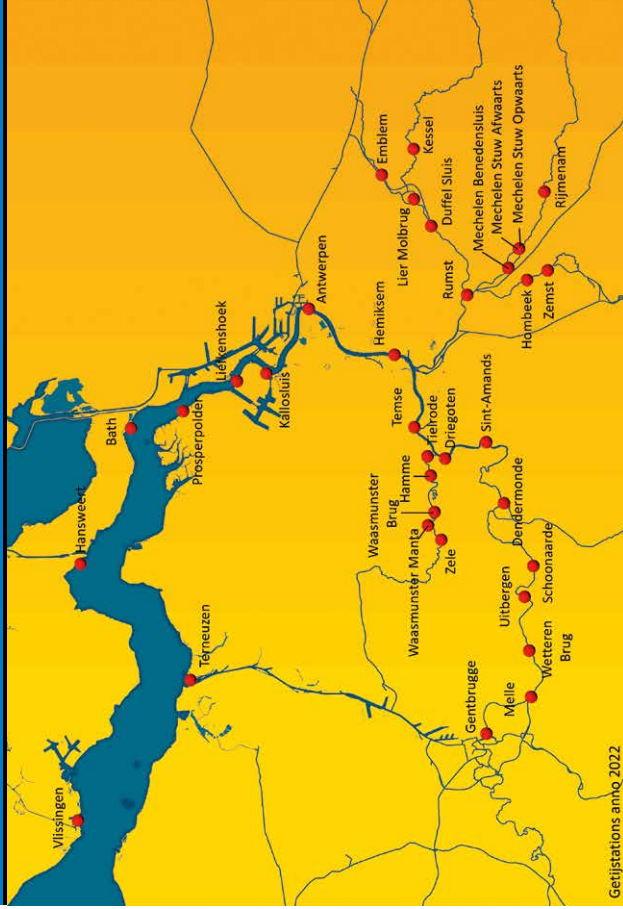 Vlissingen
Terneuzen
Hansweert
Bath
Prosperpolder
Liefkenshoek
Kallosluis
Antwerpen
Hemiksem
Temse
Tielrode
Driegoten
Hamme
Waasmunster
Brug
Waasmunster Manta
Zele
Sint-Amands
Dendermonde
Schoonaarde
Uitbergen
Wetteren
Brug
Melle
Gentbrugge
Rumst
Duffel Sluis
Lier Molbrug
Emblem
Kessel
Mechelen Benedensluis
Mechelen Stuw Afwaarts
Mechelen Stuw Opwaarts
Rijmenam
Hombeek
Zemst
Getijstations anno 2022